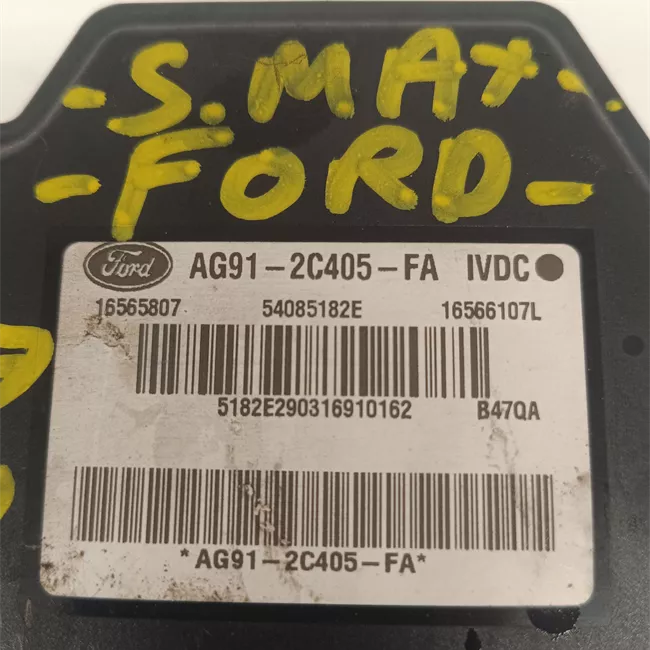 -S.MAX-
-FORD-
Ford AG91-2C405-FA IVDC
16565807 54085182E 16566107L
5182E290316910162 B47QA
*AG91-2C405-FA*